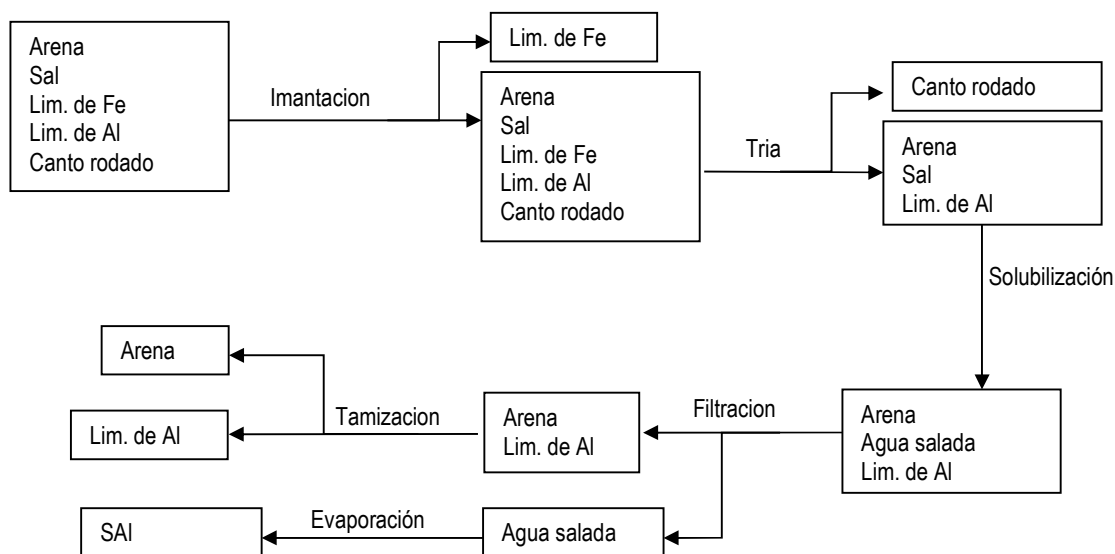 Arena
Sal
Lim. de Fe
Lim. de Al
Canto rodado
Imantacion
Lim. de Fe
Arena
Sal
Lim. de Fe
Lim. de Al
Canto rodado
Tria
Canto rodado
Arena
Sal
Lim. de Al
Solubilización
Arena
Agua salada
Lim. de Al
Filtracion
Arena
Lim. de Al
Tamizacion
Arena
Lim. de Al
Agua salada
Evaporación
SAl